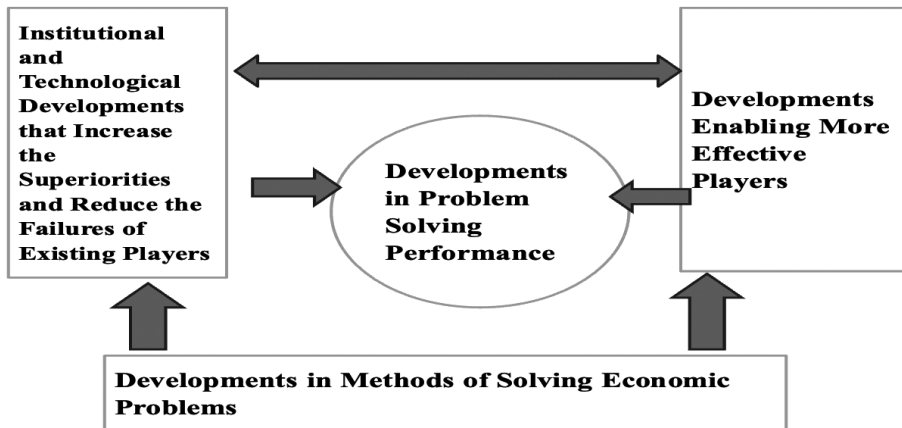 Institutional
and
Technological
Developments
that Increase
the
Superiorities
and Reduce the
Failures of
Existing Players
Developments
in Problem
Solving
Performance
Developments
Enabling More
Effective
Players
Developments in Methods of Solving Economic
Problems